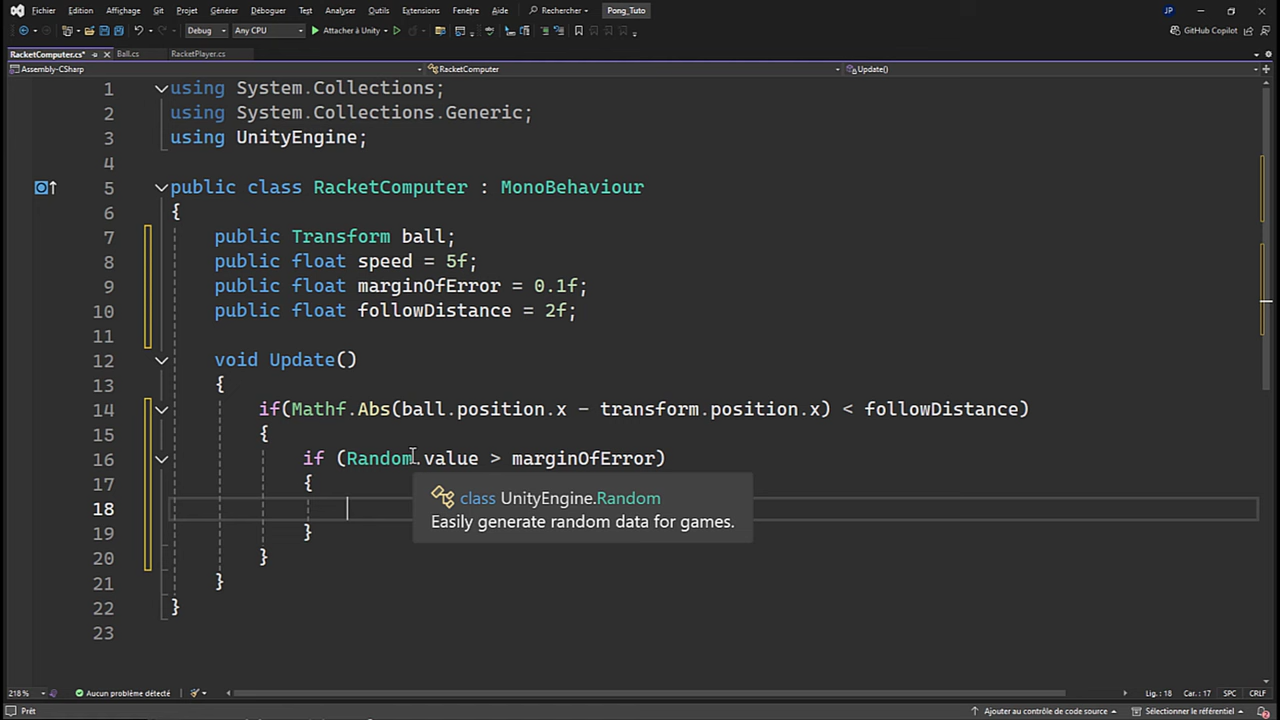 Fichier Edition Affichage Git Projet Générer Déboguer Test Analyser Outils Extensions Fenêtre Aide Rechercher Pong_Tuto JP
Debug Any CPU Attacher à Unity GitHub Copilot
RacketComputer.cs* Ball.cs RacketPlayer.cs
Assembly-CSharp RacketComputer Update()
1 using System.Collections;
2 using System.Collections.Generic;
3 using UnityEngine;
4
5 public class RacketComputer : MonoBehaviour
6 {
7 public Transform ball;
8 public float speed = 5f;
9 public float marginOfError = 0.1f;
10 public float followDistance = 2f;
11
12 void Update()
13 {
14 if(Mathf.Abs(ball.position.x - transform.position.x) < followDistance)
15 {
16 if (Random.value > marginOfError)
17 {
class UnityEngine.Random
18
Easily generate random data for games.
19 }
20 }
21 }
22 }
23
218 % Aucun problème détecté Lig : 18 Car : 17 SPC CRLF
Prêt Ajouter au contrôle de code source Sélectionner le référentiel 2